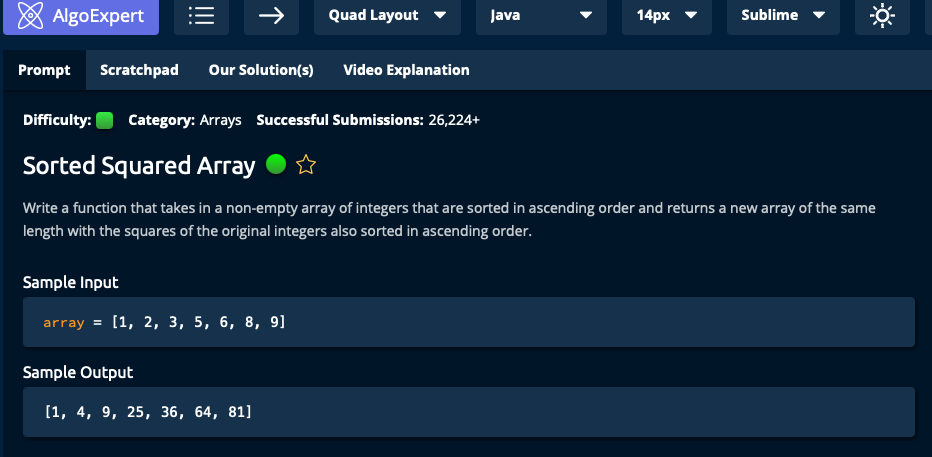 AlgoExpert Quad Layout Java 14px Sublime
Prompt Scratchpad Our Solution(s) Video Explanation
Difficulty: Category: Arrays Successful Submissions: 26,224+
Sorted Squared Array
Write a function that takes in a non-empty array of integers that are sorted in ascending order and returns a new array of the same
length with the squares of the original integers also sorted in ascending order.
Sample Input
array = [1, 2, 3, 5, 6, 8, 9]
Sample Output
[1, 4, 9, 25, 36, 64, 81]